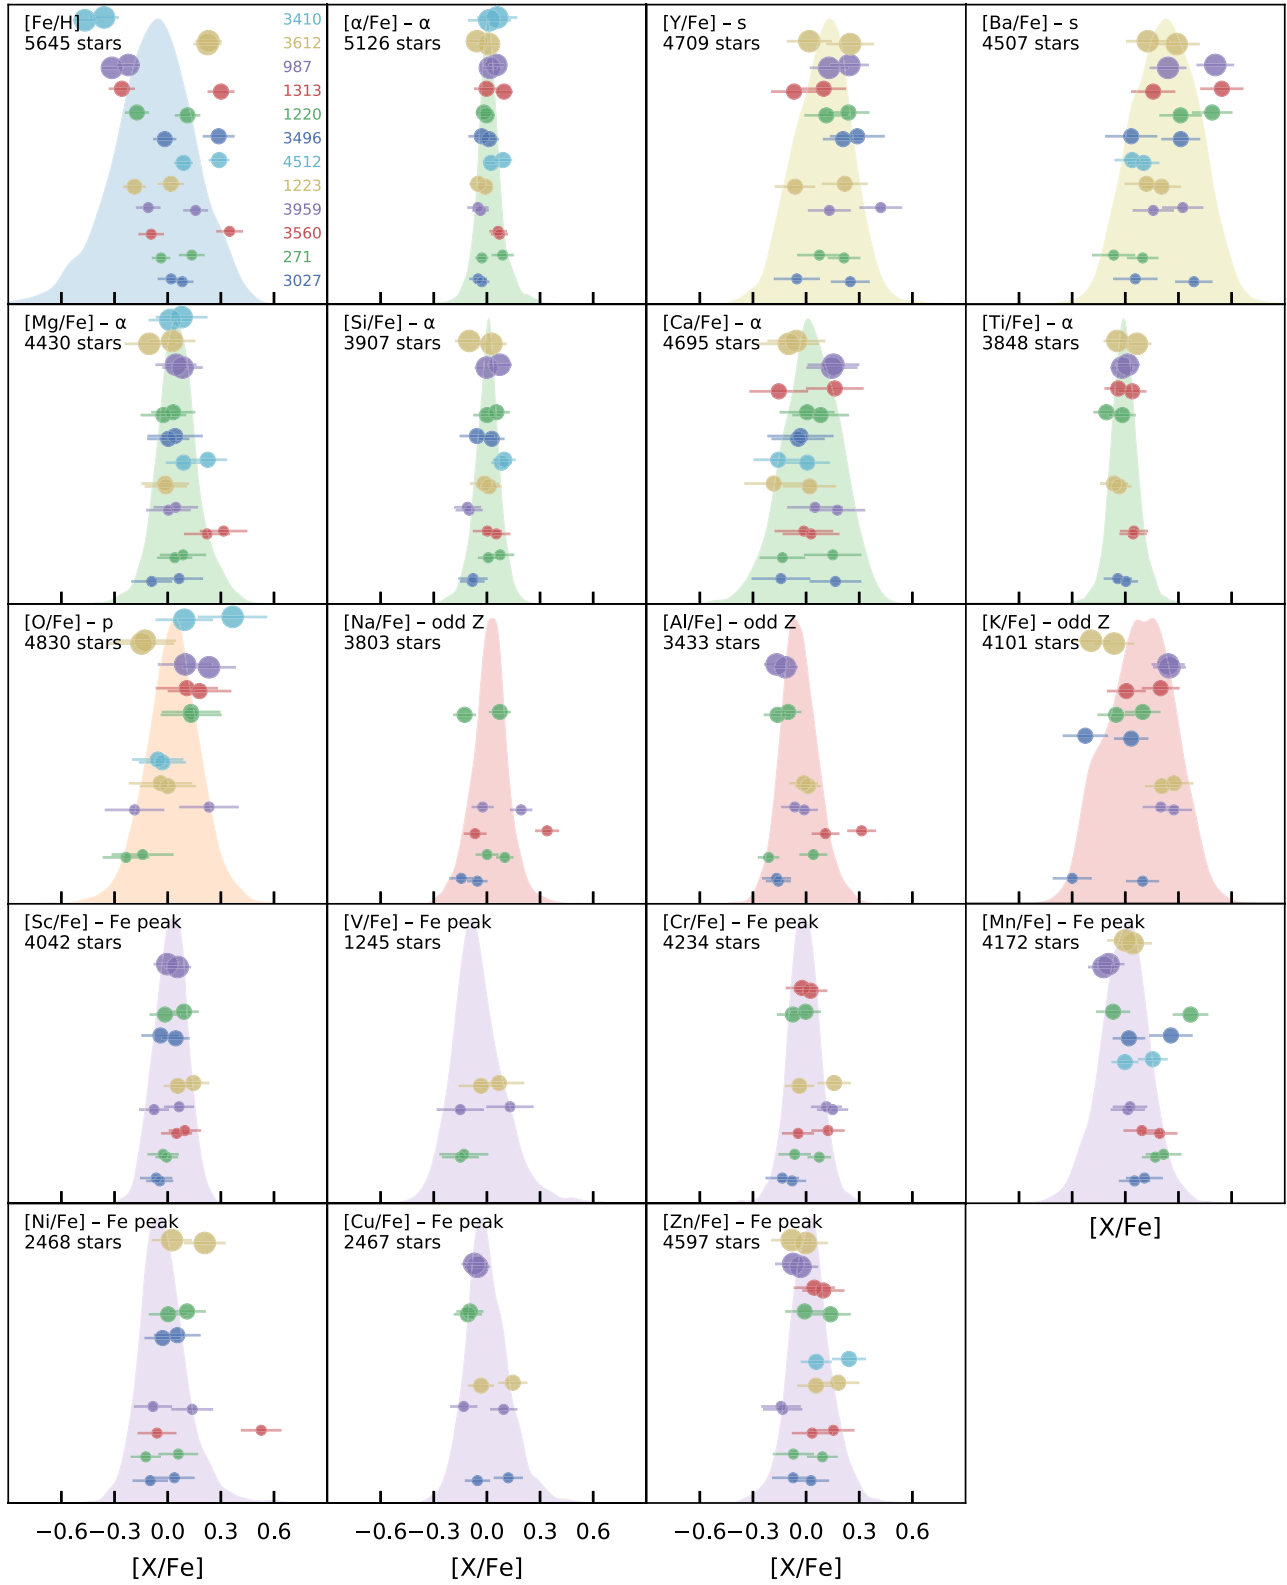 [Fe/H]
5645 stars
3410
3612
987
1313
1220
3496
4512
1223
3959
3560
271
3027
[α/Fe] – α
5126 stars
[Y/Fe] – s
4709 stars
[Ba/Fe] – s
4507 stars
[Mg/Fe] – α
4430 stars
[Si/Fe] – α
3907 stars
[Ca/Fe] – α
4695 stars
[Ti/Fe] – α
3848 stars
[O/Fe] – p
4830 stars
[Na/Fe] – odd Z
3803 stars
[Al/Fe] – odd Z
3433 stars
[K/Fe] – odd Z
4101 stars
[Sc/Fe] – Fe peak
4042 stars
[V/Fe] – Fe peak
1245 stars
[Cr/Fe] – Fe peak
4234 stars
[Mn/Fe] – Fe peak
4172 stars
[Ni/Fe] – Fe peak
2468 stars
[Cu/Fe] – Fe peak
2467 stars
[Zn/Fe] – Fe peak
4597 stars
[X/Fe]
−0.6 −0.3 0.0 0.3 0.6 −0.6 −0.3 0.0 0.3 0.6 −0.6 −0.3 0.0 0.3 0.6
[X/Fe] [X/Fe] [X/Fe]